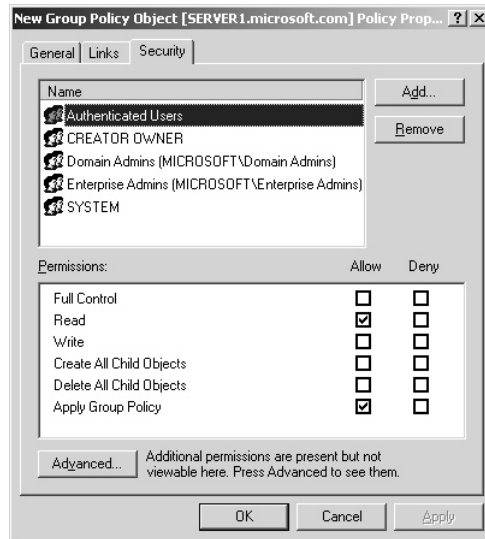 New Group Policy Object [SERVER1.microsoft.com] Policy Prop... ? X
General Links Security
Name
Add...
Authenticated Users
Remove
CREATOR OWNER
Domain Admins (MICROSOFT\Domain Admins)
Enterprise Admins (MICROSOFT\Enterprise Admins)
SYSTEM
Permissions: Allow Deny
Full Control
Read
Write
Create All Child Objects
Delete All Child Objects
Apply Group Policy
Advanced... Additional permissions are present but not
viewable here. Press Advanced to see them.
OK Cancel Apply